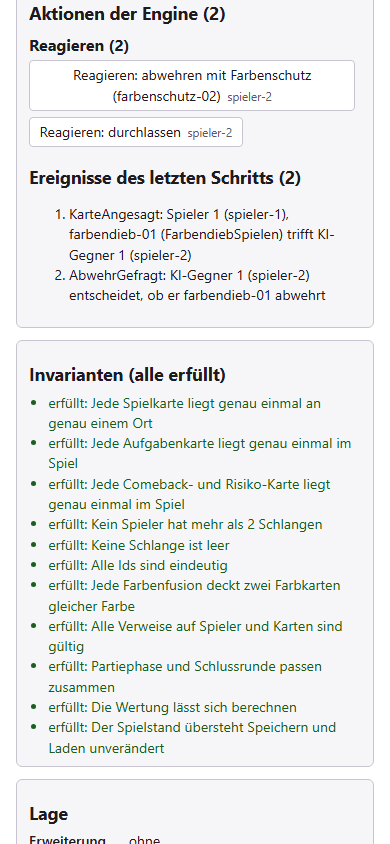 Aktionen der Engine (2)
Reagieren (2)
Reagieren: abwehren mit Farbenschutz
(farbenschutz-02) spieler-2
Reagieren: durchlassen spieler-2
Ereignisse des letzten Schritts (2)
1. KarteAngesagt: Spieler 1 (spieler-1),
farbendieb-01 (FarbendiebSpielen) trifft KI-
Gegner 1 (spieler-2)
2. AbwehrGefragt: KI-Gegner 1 (spieler-2)
entscheidet, ob er farbendieb-01 abwehrt
Invarianten (alle erfüllt)
• erfüllt: Jede Spielkarte liegt genau einmal an
genau einem Ort
• erfüllt: Jede Aufgabenkarte liegt genau einmal im
Spiel
• erfüllt: Jede Comeback- und Risiko-Karte liegt
genau einmal im Spiel
• erfüllt: Kein Spieler hat mehr als 2 Schlangen
• erfüllt: Keine Schlange ist leer
• erfüllt: Alle Ids sind eindeutig
• erfüllt: Jede Farbenfusion deckt zwei Farbkarten
gleicher Farbe
• erfüllt: Alle Verweise auf Spieler und Karten sind
gültig
• erfüllt: Partiephase und Schlussrunde passen
zusammen
• erfüllt: Die Wertung lässt sich berechnen
• erfüllt: Der Spielstand übersteht Speichern und
Laden unverändert
Lage
Erweiterung ohne